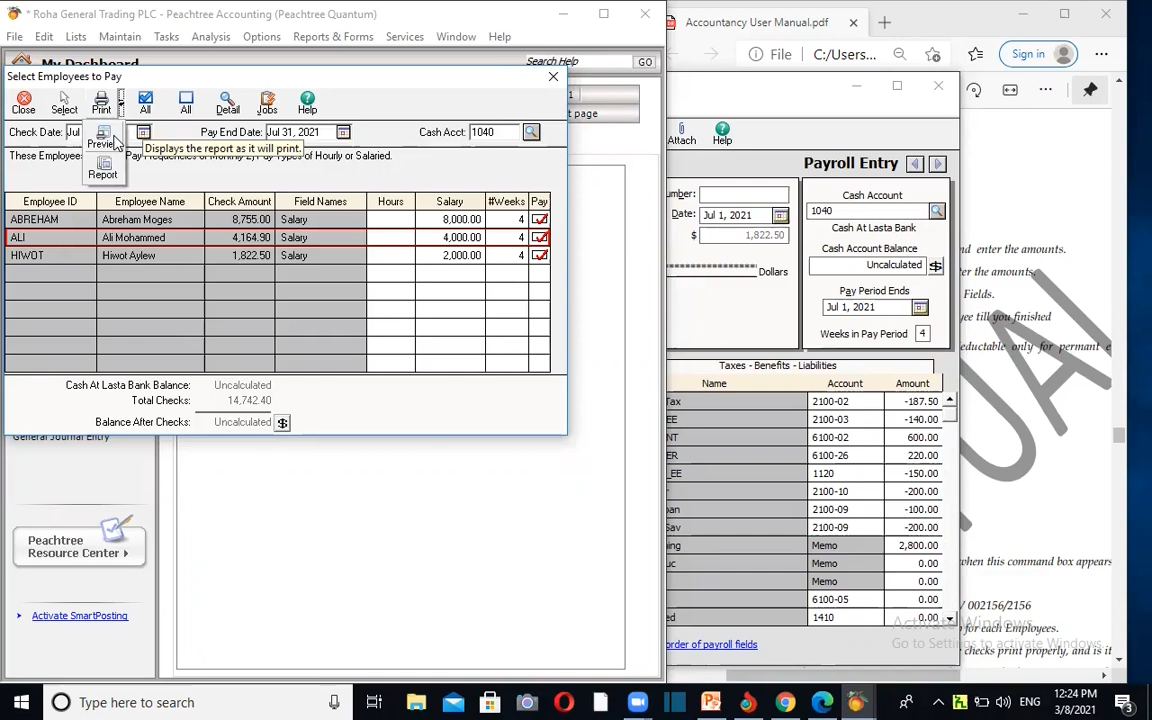 * Roha General Trading PLC - Peachtree Accounting (Peachtree Quantum)
File Edit Lists Maintain Tasks Analysis Options Reports & Forms Services Window Help
My Dashboard
Search Help GO
Select Employees to Pay
Close Select Print All All Detail Jobs Help
Check Date: Jul Pay End Date: Jul 31, 2021 Cash Acct: 1040
Preview
Report
Displays the report as it will print.
These Employees Pay Frequencies of Monthly 2) Pay Types of Hourly or Salaried.
Employee ID Employee Name Check Amount Field Names Hours Salary #Weeks Pay
ABREHAM Abreham Moges 8,755.00 Salary 8,000.00 4
ALI Ali Mohammed 4,164.90 Salary 4,000.00 4
HIWOT Hiwot Aylew 1,822.50 Salary 2,000.00 4
Cash At Lasta Bank Balance: Uncalculated
Total Checks: 14,742.40
Balance After Checks: Uncalculated $
General Journal Entry
Peachtree
Resource Center
Activate SmartPosting
1
t page
Accountancy User Manual.pdf
File C:/Users... Sign in
Attach Help
Payroll Entry
umber:
Date: Jul 1, 2021
$ 1,822.50
Dollars
Cash Account
1040
Cash At Lasta Bank
Cash Account Balance
Uncalculated $
Pay Period Ends
Jul 1, 2021
Weeks in Pay Period 4
Taxes - Benefits - Liabilities
Name Account Amount
Tax 2100-02 -187.50
EE 2100-03 -140.00
NT 6100-02 600.00
ER 6100-26 220.00
_EE 1120 -150.00
2100-10 -200.00
an 2100-09 -100.00
Sav 2100-09 -200.00
ing Memo 2,800.00
uc Memo 0.00
Memo 0.00
6100-05 0.00
d 1410 0.00
order of payroll fields
nd enter the amounts.
ter the amounts.
Fields.
ee till you finished
eductable only for permant e
when this command box appears
/ 002156/2156
n for each Employees.
checks print properly, and is it
UAL
Activate Windows
Go to Settings to activate Windows.
Type here to search
ENG
12:24 PM
3/8/2021
3